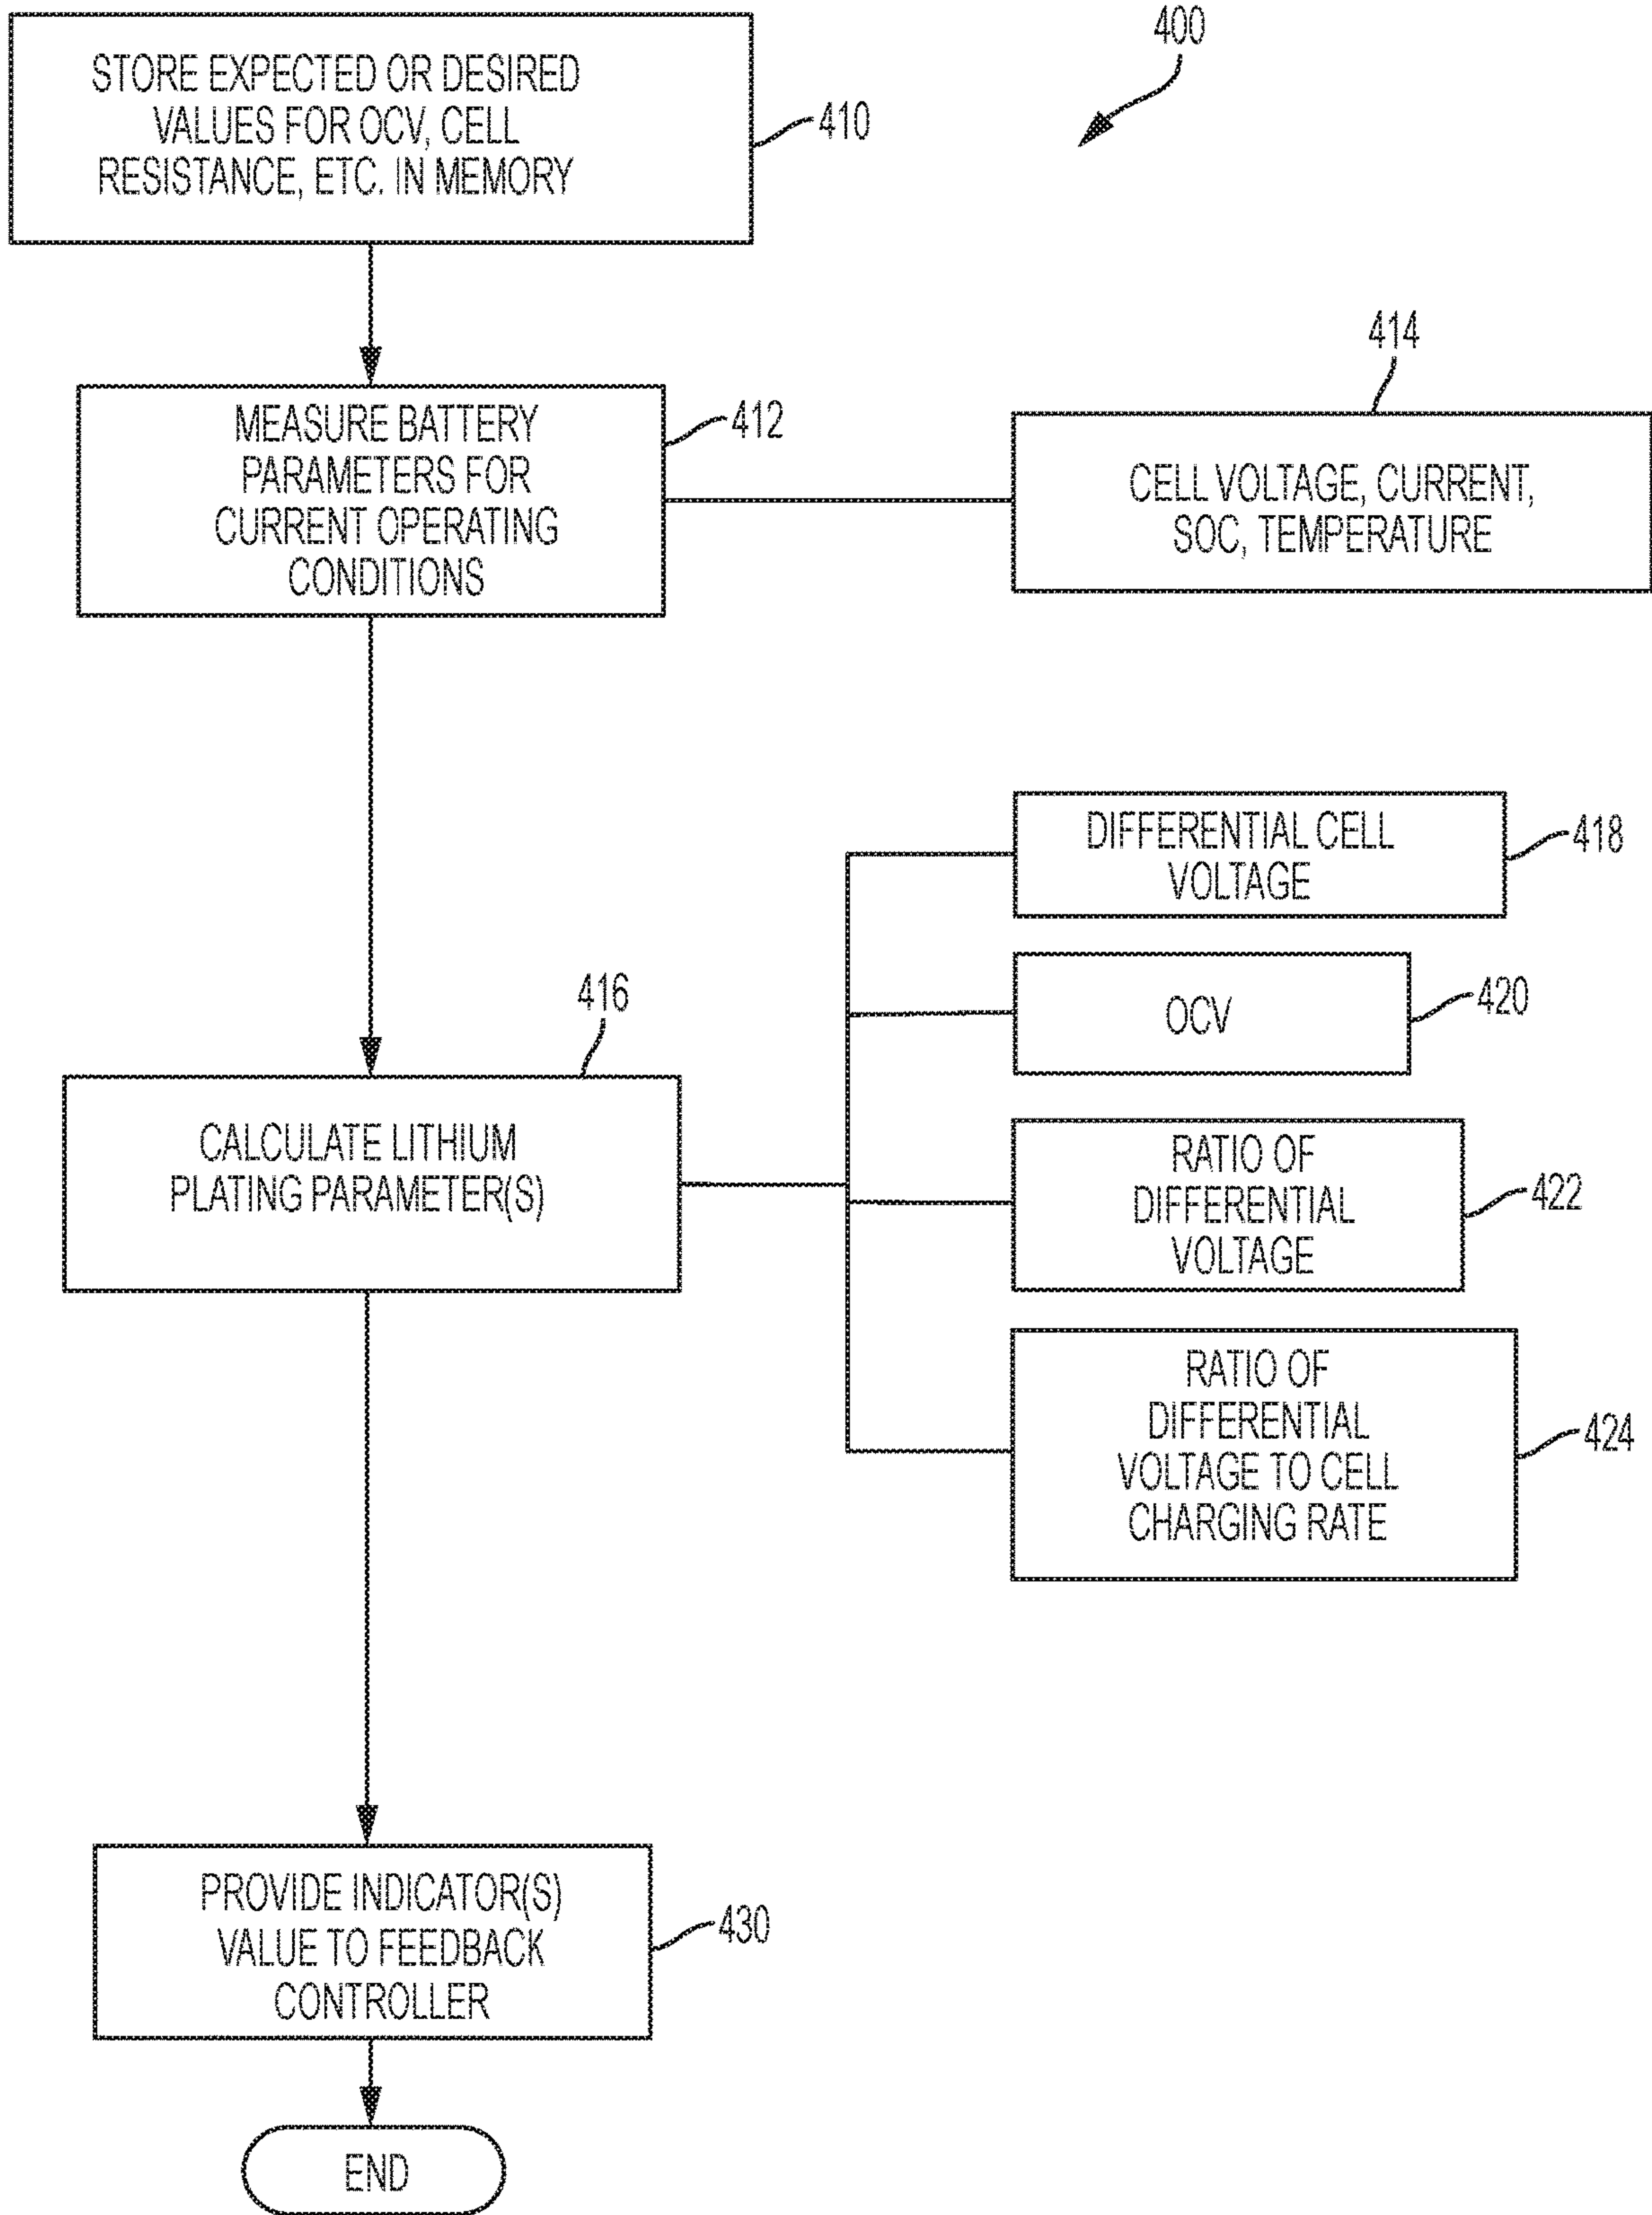 400
STORE EXPECTED OR DESIRED
VALUES FOR OCV, CELL
RESISTANCE, ETC. IN MEMORY
410
MEASURE BATTERY
PARAMETERS FOR
CURRENT OPERATING
CONDITIONS
412
414
CELL VOLTAGE, CURRENT,
SOC, TEMPERATURE
416
CALCULATE LITHIUM
PLATING PARAMETER(S)
DIFFERENTIAL CELL
VOLTAGE
418
OCV
420
RATIO OF
DIFFERENTIAL
VOLTAGE
422
RATIO OF
DIFFERENTIAL
VOLTAGE TO CELL
CHARGING RATE
424
PROVIDE INDICATOR(S)
VALUE TO FEEDBACK
CONTROLLER
430
END